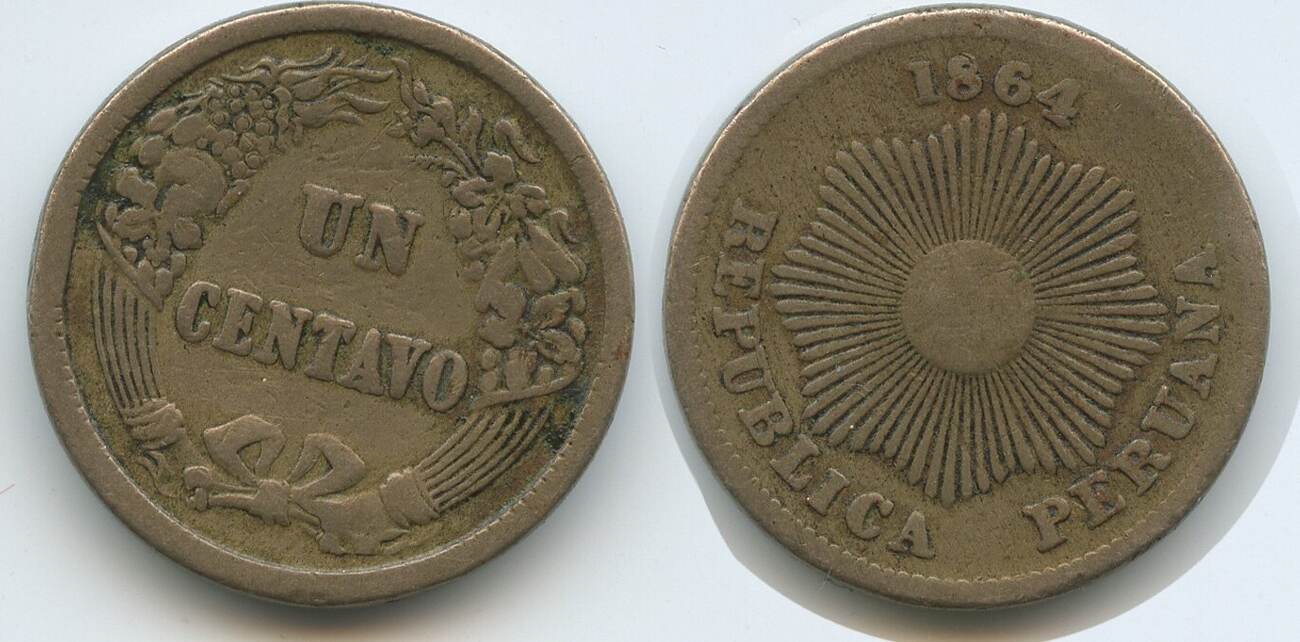 UN
CENTAVO
1864
REPUBLICA PERUANA